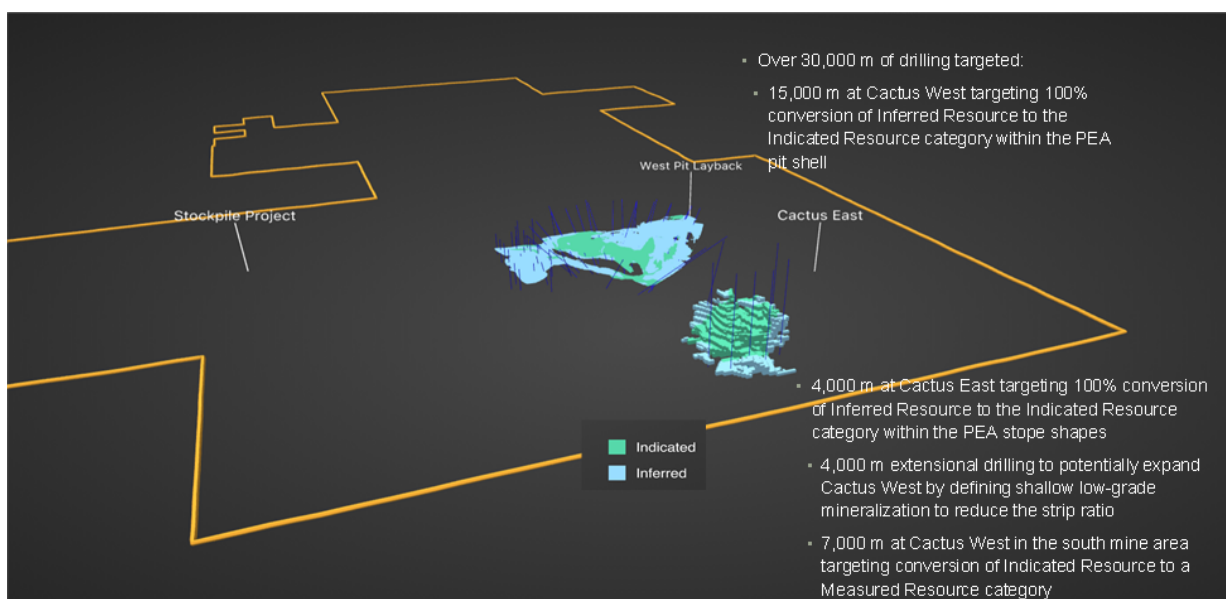 Over 30,000 m of drilling targeted:
15,000 m at Cactus West targeting 100%
conversion of Inferred Resource to the
Indicated Resource category within the PEA
pit shell
West Pit Layback
Stockpile Project
Cactus East
4,000 m at Cactus East targeting 100% conversion
of Inferred Resource to the Indicated Resource
category within the PEA stope shapes
4,000 m extensional drilling to potentially expand
Cactus West by defining shallow low-grade
mineralization to reduce the strip ratio
7,000 m at Cactus West in the south mine area
targeting conversion of Indicated Resource to a
Measured Resource category
Indicated
Inferred